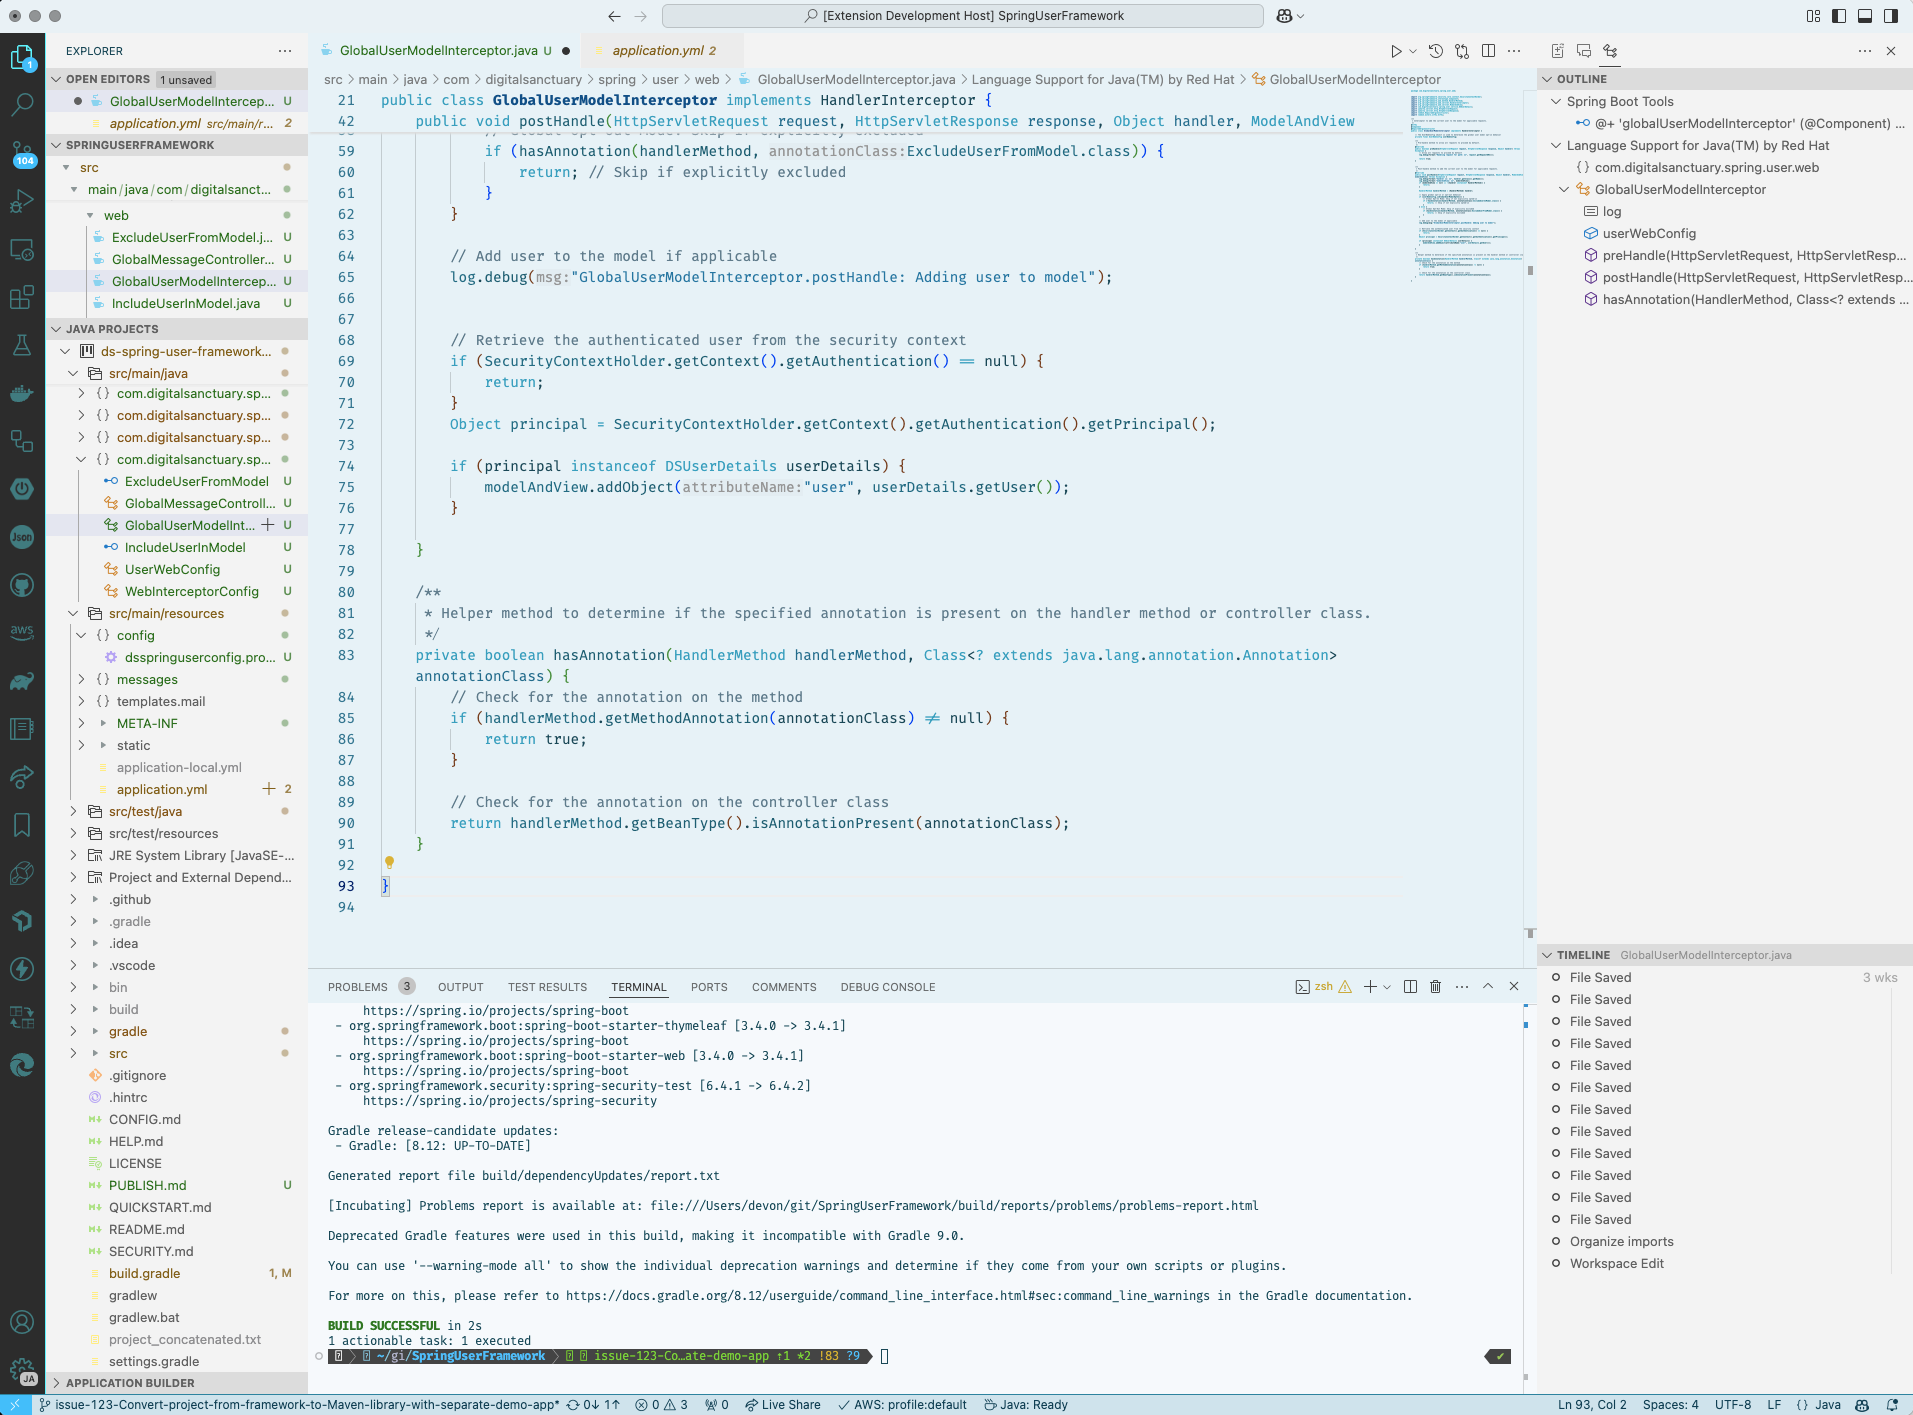 [Extension Development Host] SpringUserFramework
EXPLORER
OPEN EDITORS 1 unsaved
GlobalUserModelIntercep... U
application.yml src/main/r... 2
SPRINGUSERFRAMEWORK
src
main/java/com/digitalsanct...
web
ExcludeUserFromModel.j... U
GlobalMessageController... U
GlobalUserModelIntercep... U
IncludeUserInModel.java U
JAVA PROJECTS
ds-spring-user-framework...
src/main/java
com.digitalsanctuary.sp...
com.digitalsanctuary.sp...
com.digitalsanctuary.sp...
com.digitalsanctuary.sp...
ExcludeUserFromModel U
GlobalMessageControll... U
GlobalUserModelInt... U
IncludeUserInModel U
UserWebConfig U
WebInterceptorConfig U
src/main/resources
config
dsspringuserconfig.pro... U
messages
templates.mail
META-INF
static
application-local.yml
application.yml 2
src/test/java
src/test/resources
JRE System Library [JavaSE-...
Project and External Depend...
.github
.gradle
.idea
.vscode
bin
build
gradle
src
.gitignore
.hintrc
CONFIG.md
HELP.md
LICENSE
PUBLISH.md U
QUICKSTART.md
README.md
SECURITY.md
build.gradle 1, M
gradlew
gradlew.bat
project_concatenated.txt
settings.gradle
APPLICATION BUILDER
1
104
Json
aws
JA
GlobalUserModelInterceptor.java U
application.yml 2
src > main > java > com > digitalsanctuary > spring > user > web > GlobalUserModelInterceptor.java > Language Support for Java(TM) by Red Hat > GlobalUserModelInterceptor
21 public class GlobalUserModelInterceptor implements HandlerInterceptor {
42 public void postHandle(HttpServletRequest request, HttpServletResponse response, Object handler, ModelAndView
59 if (hasAnnotation(handlerMethod, annotationClass:ExcludeUserFromModel.class)) {
60 return; // Skip if explicitly excluded
61 }
62 }
63
64 // Add user to the model if applicable
65 log.debug(msg:"GlobalUserModelInterceptor.postHandle: Adding user to model");
66
67
68 // Retrieve the authenticated user from the security context
69 if (SecurityContextHolder.getContext().getAuthentication() == null) {
70 return;
71 }
72 Object principal = SecurityContextHolder.getContext().getAuthentication().getPrincipal();
73
74 if (principal instanceof DSUserDetails userDetails) {
75 modelAndView.addObject(attributeName:"user", userDetails.getUser());
76 }
77
78 }
79
80 /**
81 * Helper method to determine if the specified annotation is present on the handler method or controller class.
82 */
83 private boolean hasAnnotation(HandlerMethod handlerMethod, Class<? extends java.lang.annotation.Annotation>
annotationClass) {
84 // Check for the annotation on the method
85 if (handlerMethod.getMethodAnnotation(annotationClass) != null) {
86 return true;
87 }
88
89 // Check for the annotation on the controller class
90 return handlerMethod.getBeanType().isAnnotationPresent(annotationClass);
91 }
92
93 }
94
PROBLEMS 3 OUTPUT TEST RESULTS TERMINAL PORTS COMMENTS DEBUG CONSOLE zsh
https://spring.io/projects/spring-boot
- org.springframework.boot:spring-boot-starter-thymeleaf [3.4.0 -> 3.4.1]
https://spring.io/projects/spring-boot
- org.springframework.boot:spring-boot-starter-web [3.4.0 -> 3.4.1]
https://spring.io/projects/spring-boot
- org.springframework.security:spring-security-test [6.4.1 -> 6.4.2]
https://spring.io/projects/spring-security
Gradle release-candidate updates:
- Gradle: [8.12: UP-TO-DATE]
Generated report file build/dependencyUpdates/report.txt
[Incubating] Problems report is available at: file:///Users/devon/git/SpringUserFramework/build/reports/problems/problems-report.html
Deprecated Gradle features were used in this build, making it incompatible with Gradle 9.0.
You can use '--warning-mode all' to show the individual deprecation warnings and determine if they come from your own scripts or plugins.
For more on this, please refer to https://docs.gradle.org/8.12/userguide/command_line_interface.html#sec:command_line_warnings in the Gradle documentation.
BUILD SUCCESSFUL in 2s
1 actionable task: 1 executed
~/gi/SpringUserFramework issue-123-Co…ate-demo-app ↑1 *2 !83 ?9 ✔
OUTLINE
Spring Boot Tools
@+ 'globalUserModelInterceptor' (@Component) ...
Language Support for Java(TM) by Red Hat
{} com.digitalsanctuary.spring.user.web
GlobalUserModelInterceptor
log
userWebConfig
preHandle(HttpServletRequest, HttpServletResp...
postHandle(HttpServletRequest, HttpServletResp...
hasAnnotation(HandlerMethod, Class<? extends ...
TIMELINE GlobalUserModelInterceptor.java
File Saved 3 wks
File Saved
File Saved
File Saved
File Saved
File Saved
File Saved
File Saved
File Saved
File Saved
File Saved
File Saved
Organize imports
Workspace Edit
issue-123-Convert-project-from-framework-to-Maven-library-with-separate-demo-app* 0↓ 1↑ 0 3 0 Live Share AWS: profile:default Java: Ready Ln 93, Col 2 Spaces: 4 UTF-8 LF {} Java